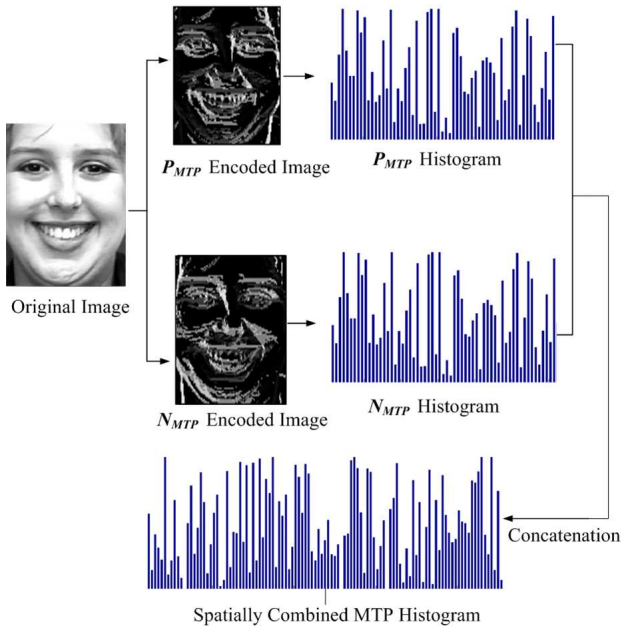 P_MTP Encoded Image
P_MTP Histogram
Original Image
N_MTP Encoded Image
N_MTP Histogram
Concatenation
Spatially Combined MTP Histogram